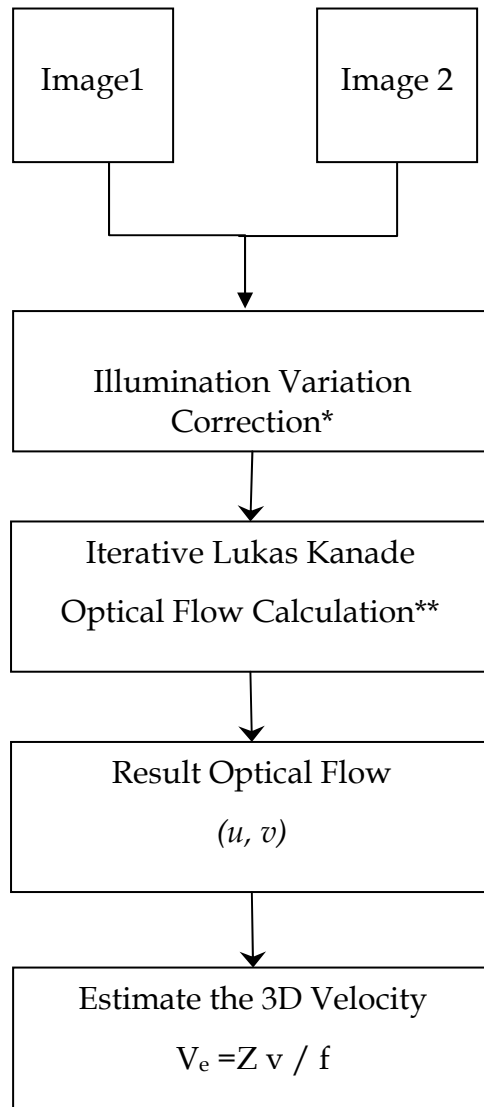 Image1
Image 2
Illumination Variation
Correction*
Iterative Lukas Kanade
Optical Flow Calculation**
Result Optical Flow
(u, v)
Estimate the 3D Velocity
Vₑ =Z v / f